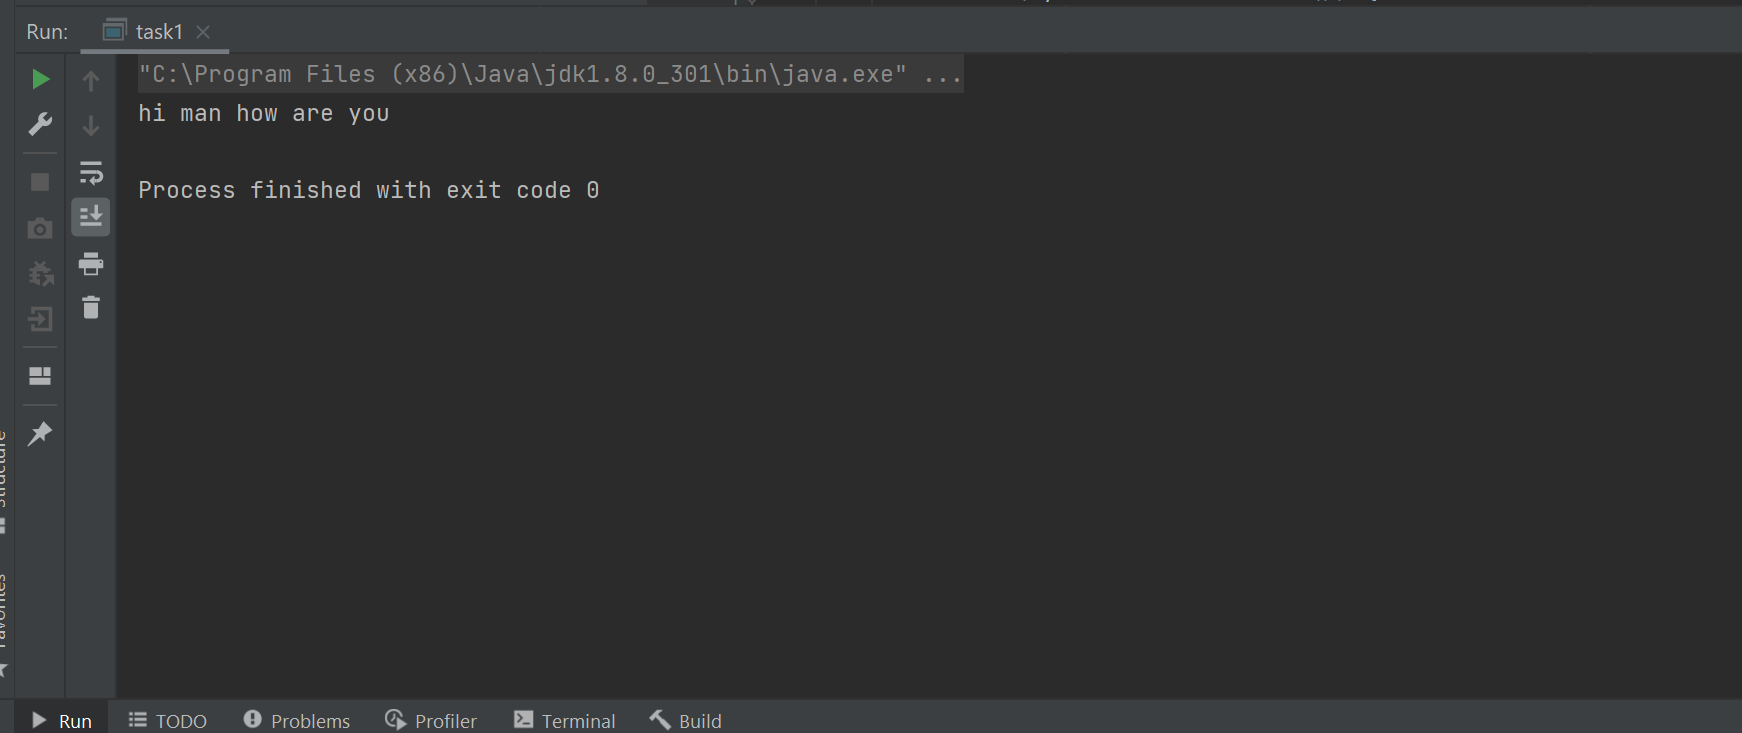 Run: task1
"C:\Program Files (x86)\Java\jdk1.8.0_301\bin\java.exe" ...
hi man how are you
Process finished with exit code 0
Structure
Favorites
Run TODO Problems Profiler Terminal Build